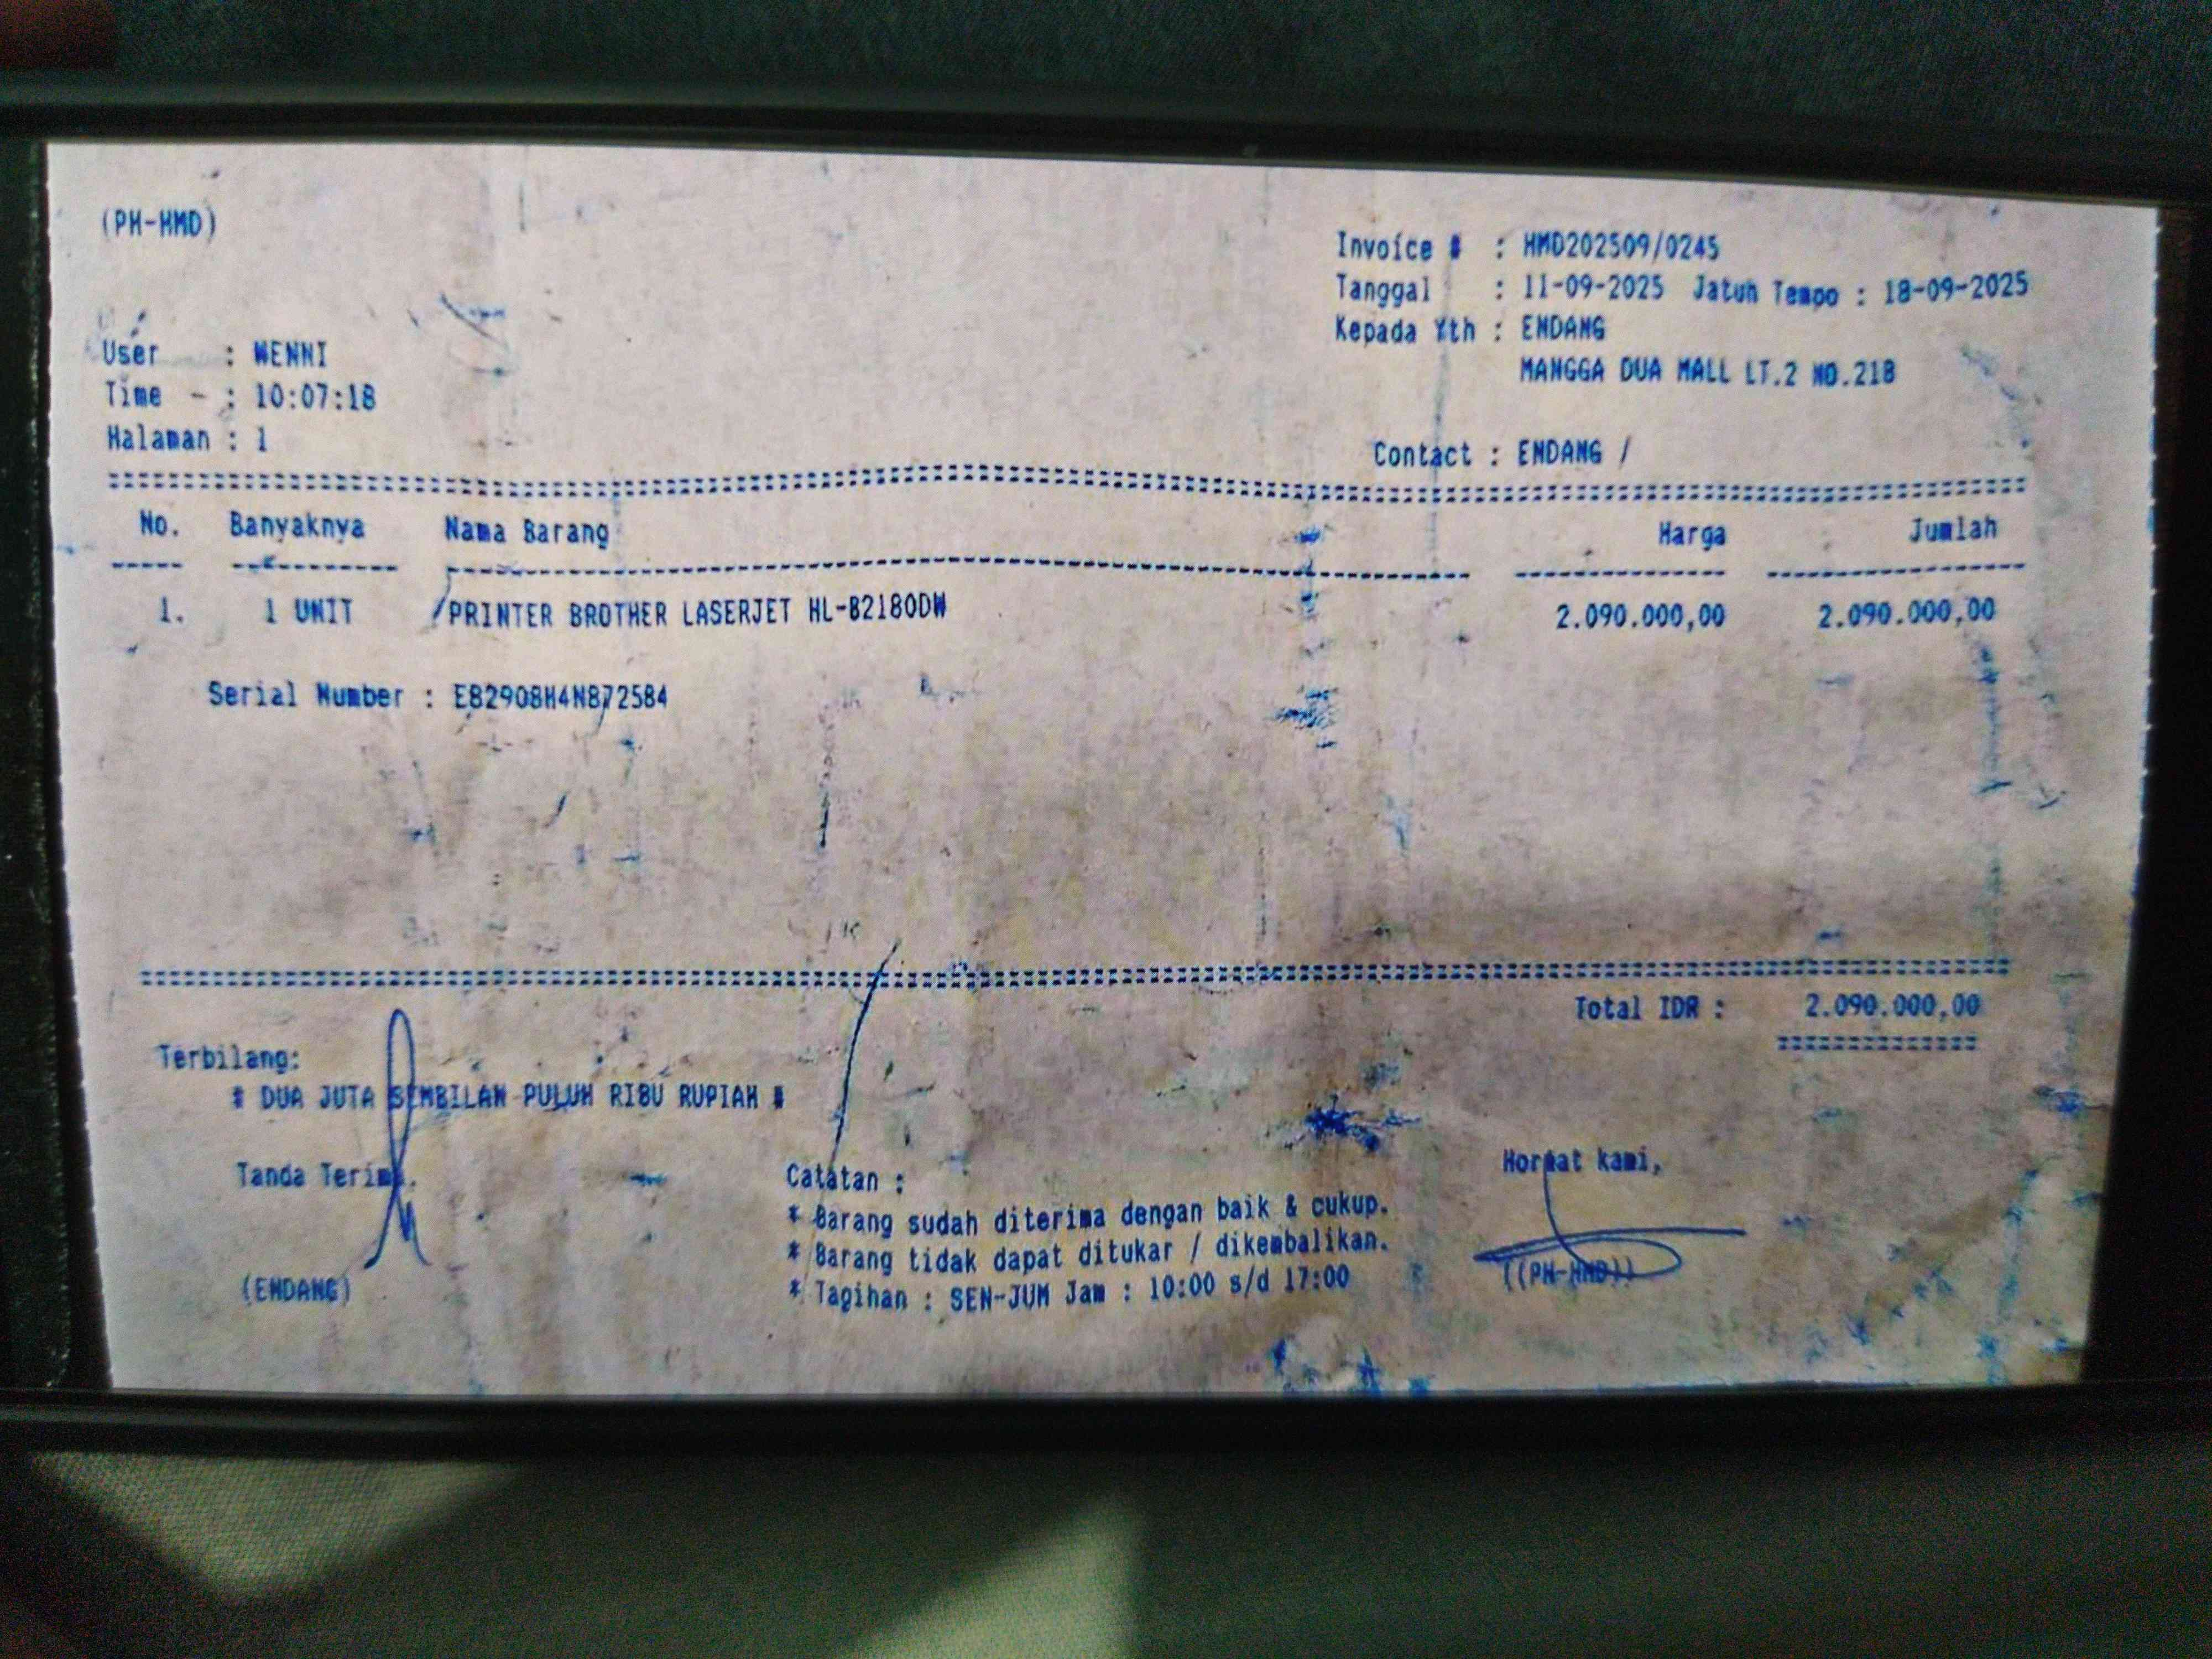 (PH-HMD)
Invoice # : HMD202509/0245
Tanggal : 11-09-2025 Jatuh Tempo : 18-09-2025
Kepada Yth : ENDANG
MANGGA DUA MALL LT.2 NO.218
User : WENNI
Time - : 10:07:18
Halaman : 1
Contact : ENDANG /
No. Banyaknya Nama Barang Harga Jumlah
1. 1 UNIT PRINTER BROTHER LASERJET HL-B2180DW 2.090.000,00 2.090.000,00
Serial Number : E82908H4N872584
Total IDR : 2.090.000,00
Terbilang:
# DUA JUTA SEMBILAN PULUH RIBU RUPIAH #
Tanda Terima,
Catatan :
* Barang sudah diterima dengan baik & cukup.
* Barang tidak dapat ditukar / dikembalikan.
* Tagihan : SEN-JUM Jam : 10:00 s/d 17:00
Hormat kami,
(ENDANG)
((PH-HMD))